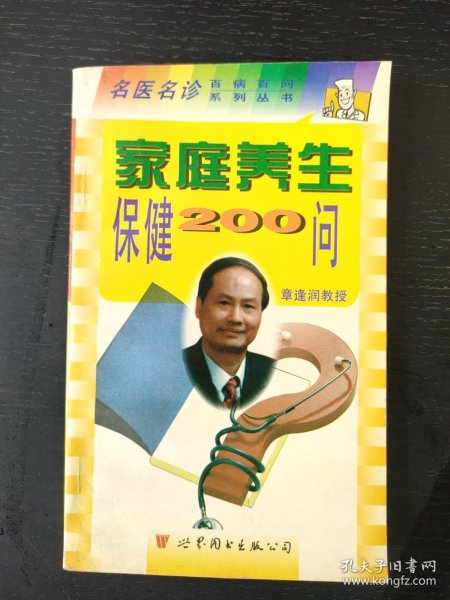 名医名诊 百病百问
系列丛书
家庭养生
保健200问
章逢润教授
世界图书出版公司
孔夫子旧书网
www.kongfz.com